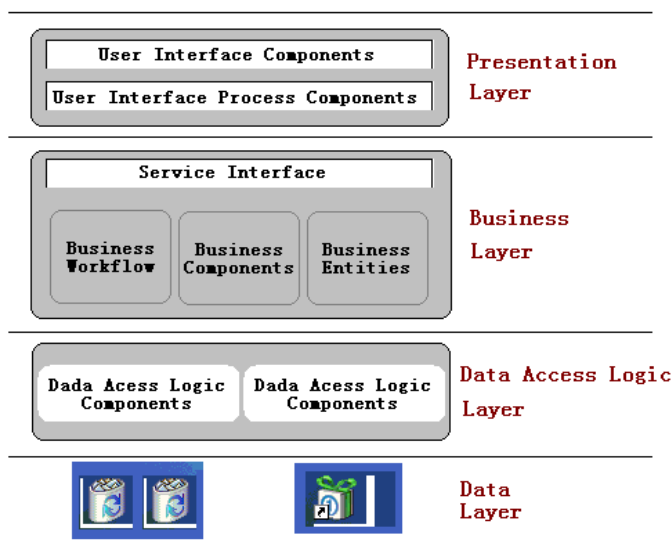 User Interface Components
User Interface Process Components
Presentation
Layer
Service Interface
Business
Workflow
Business
Components
Business
Entities
Business
Layer
Dada Acess Logic
Components
Dada Acess Logic
Components
Data Access Logic
Layer
Data
Layer